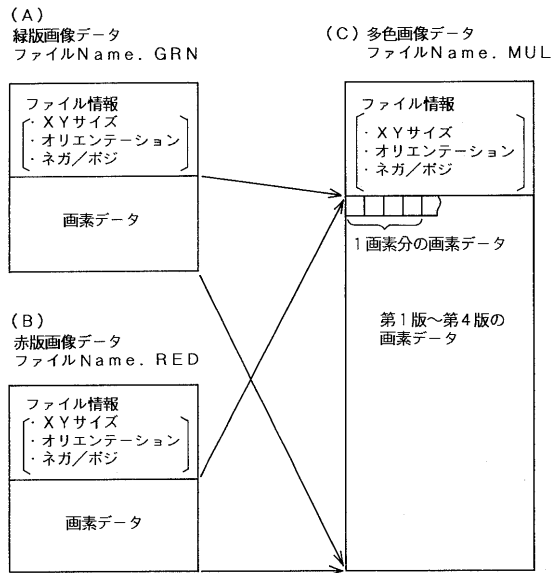 (A)
緑版画像データ
ファイルName. GRN
ファイル情報
・XYサイズ
・オリエンテーション
・ネガ/ポジ
画素データ
(B)
赤版画像データ
ファイルName. RED
ファイル情報
・XYサイズ
・オリエンテーション
・ネガ/ポジ
画素データ
(C) 多色画像データ
ファイルName. MUL
ファイル情報
・XYサイズ
・オリエンテーション
・ネガ/ポジ
1画素分の画素データ
第1版~第4版の
画素データ